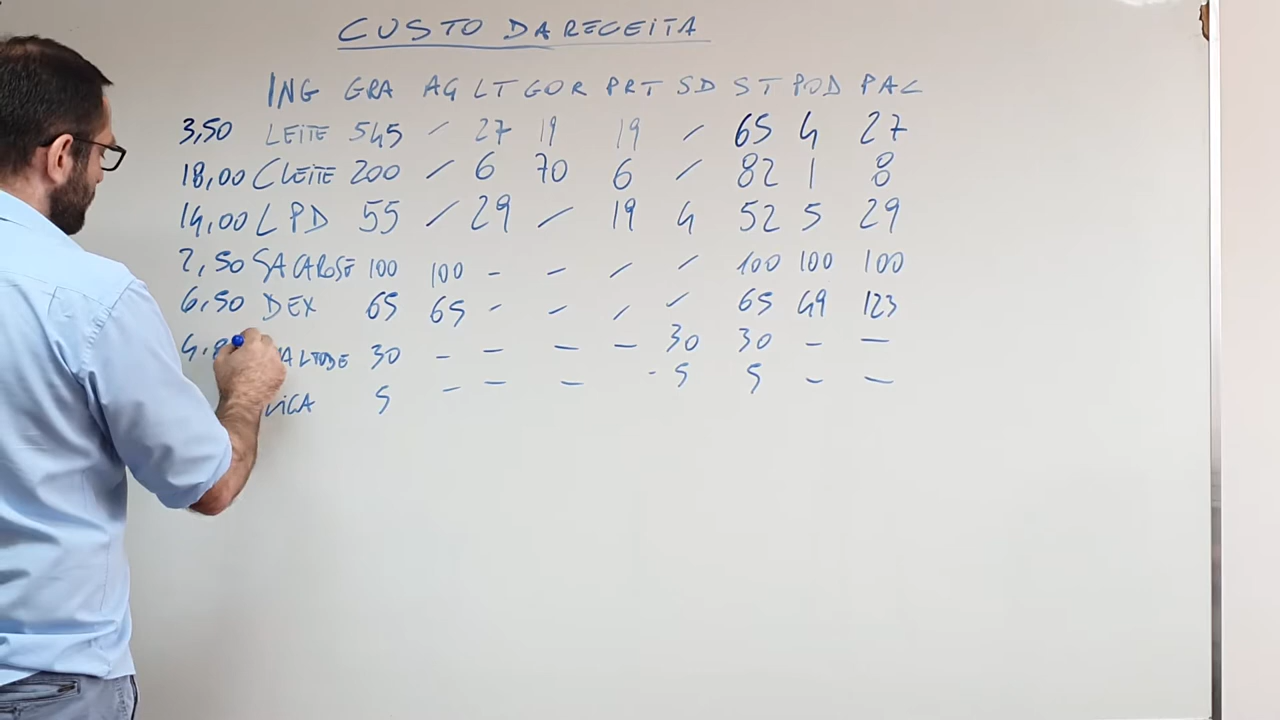 CUSTO DA RECEITA
ING GRA AG LT GOR PRT SD ST POD PAC
3,50 LEITE 545 / 27 19 19 / 65 4 27
18,00 C LEITE 200 / 6 70 6 / 82 1 8
14,00 LPD 55 / 29 / 19 4 52 5 29
2,50 SACAROSE 100 100 - - / / 100 100 100
6,50 DEX 65 65 - - / / 65 49 123
30 - - - - 30 30 - -
5 - - - - 5 5 - -